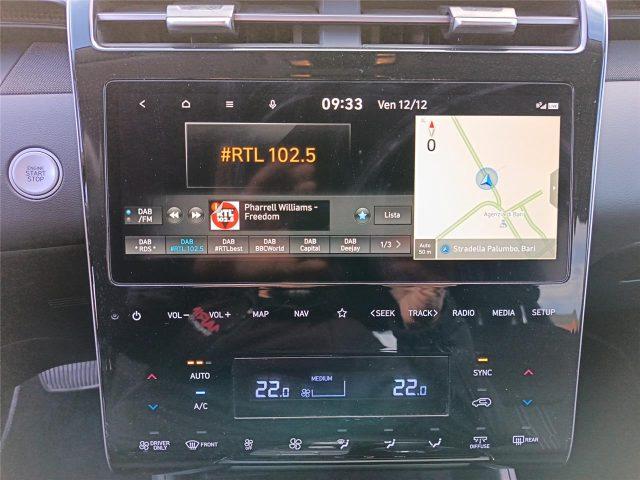 09:33 Ven 12/12
#RTL 102.5
0
ENGINE
START
STOP
DAB
/FM
RTL
102.5
Pharrell Williams -
Freedom
Lista
Agenzia di Bari
DAB
*RDS*
DAB
#RTL102.5
DAB
#RTLbest
DAB
BBCWorld
DAB
Capital
DAB
Deejay
1/3
Auto
50 m
Stradella Palumbo, Bari
VOL− VOL+ MAP NAV <SEEK TRACK> RADIO MEDIA SETUP
AUTO
A/C
22.0
MEDIUM
22.0
SYNC
DRIVER
ONLY
FRONT
OFF
DIFFUSE
REAR